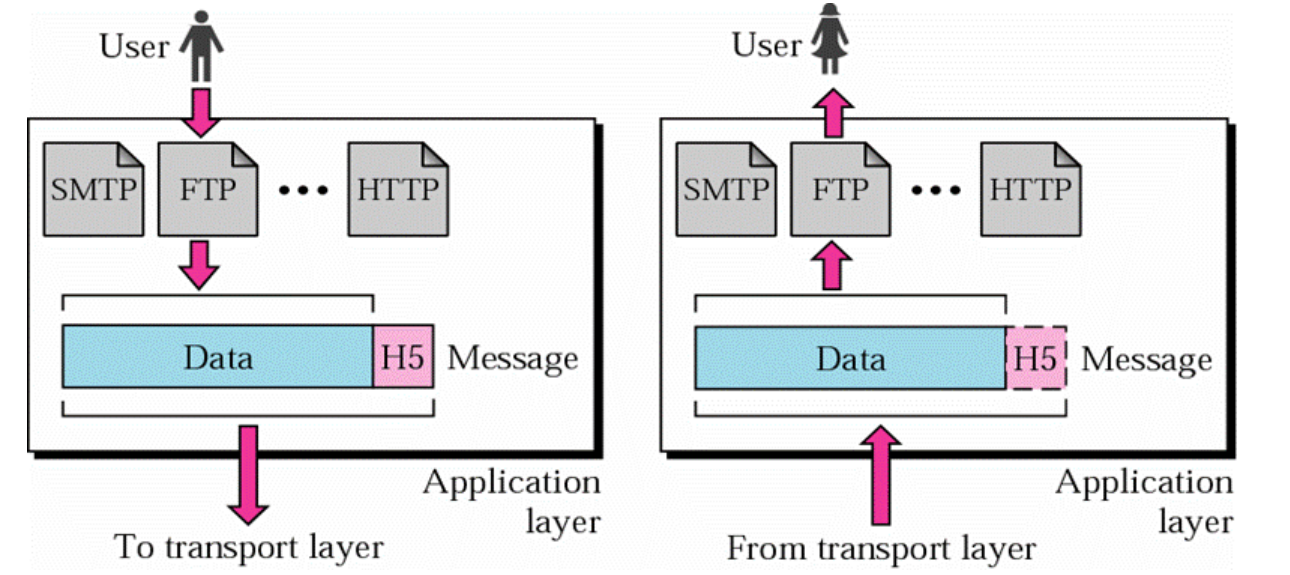 User
SMTP FTP ••• HTTP
Data H5 Message
Application
layer
To transport layer
User
SMTP FTP ••• HTTP
Data H5 Message
Application
layer
From transport layer